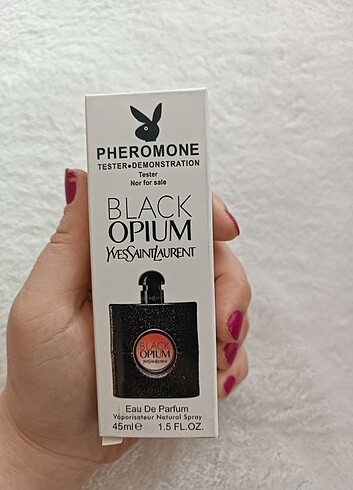 PHEROMONE
TESTER●DEMONSTRATION
Tester
Nor for sale
BLACK
OPIUM
YVESSAINTLAURENT
BLACK
OPIUM
YVESSAINTLAURENT
Eau De Parfum
Vaporisateur Natural Spray
45ml℮ 1.5 FL.OZ.